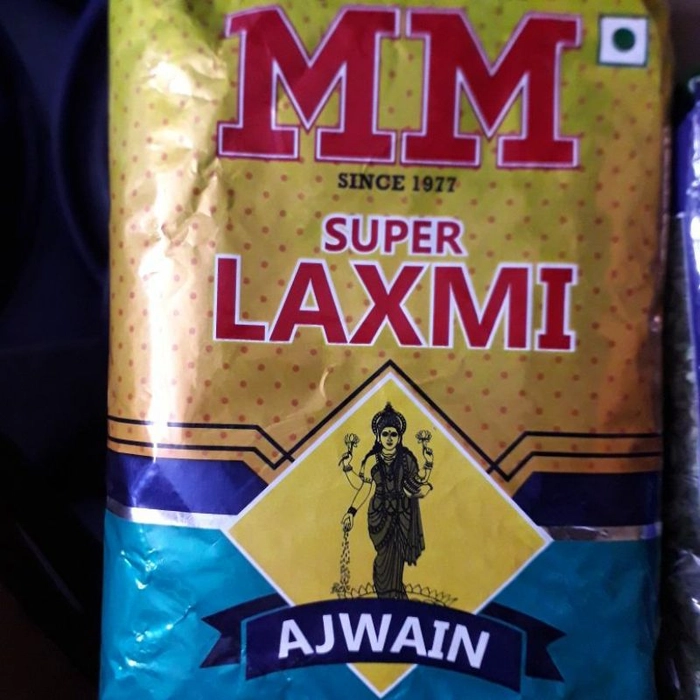 MM
SINCE 1977
SUPER
LAXMI
AJWAIN